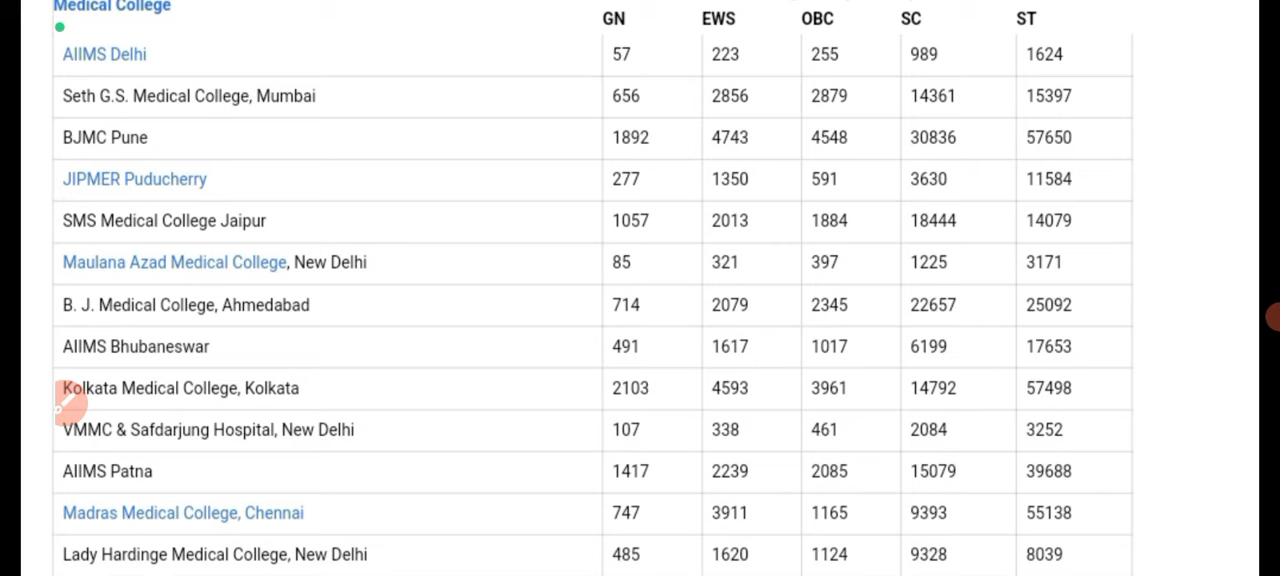 Medical College
GN EWS OBC SC ST
AIIMS Delhi 57 223 255 989 1624
Seth G.S. Medical College, Mumbai 656 2856 2879 14361 15397
BJMC Pune 1892 4743 4548 30836 57650
JIPMER Puducherry 277 1350 591 3630 11584
SMS Medical College Jaipur 1057 2013 1884 18444 14079
Maulana Azad Medical College, New Delhi 85 321 397 1225 3171
B. J. Medical College, Ahmedabad 714 2079 2345 22657 25092
AIIMS Bhubaneswar 491 1617 1017 6199 17653
Kolkata Medical College, Kolkata 2103 4593 3961 14792 57498
VMMC & Safdarjung Hospital, New Delhi 107 338 461 2084 3252
AIIMS Patna 1417 2239 2085 15079 39688
Madras Medical College, Chennai 747 3911 1165 9393 55138
Lady Hardinge Medical College, New Delhi 485 1620 1124 9328 8039